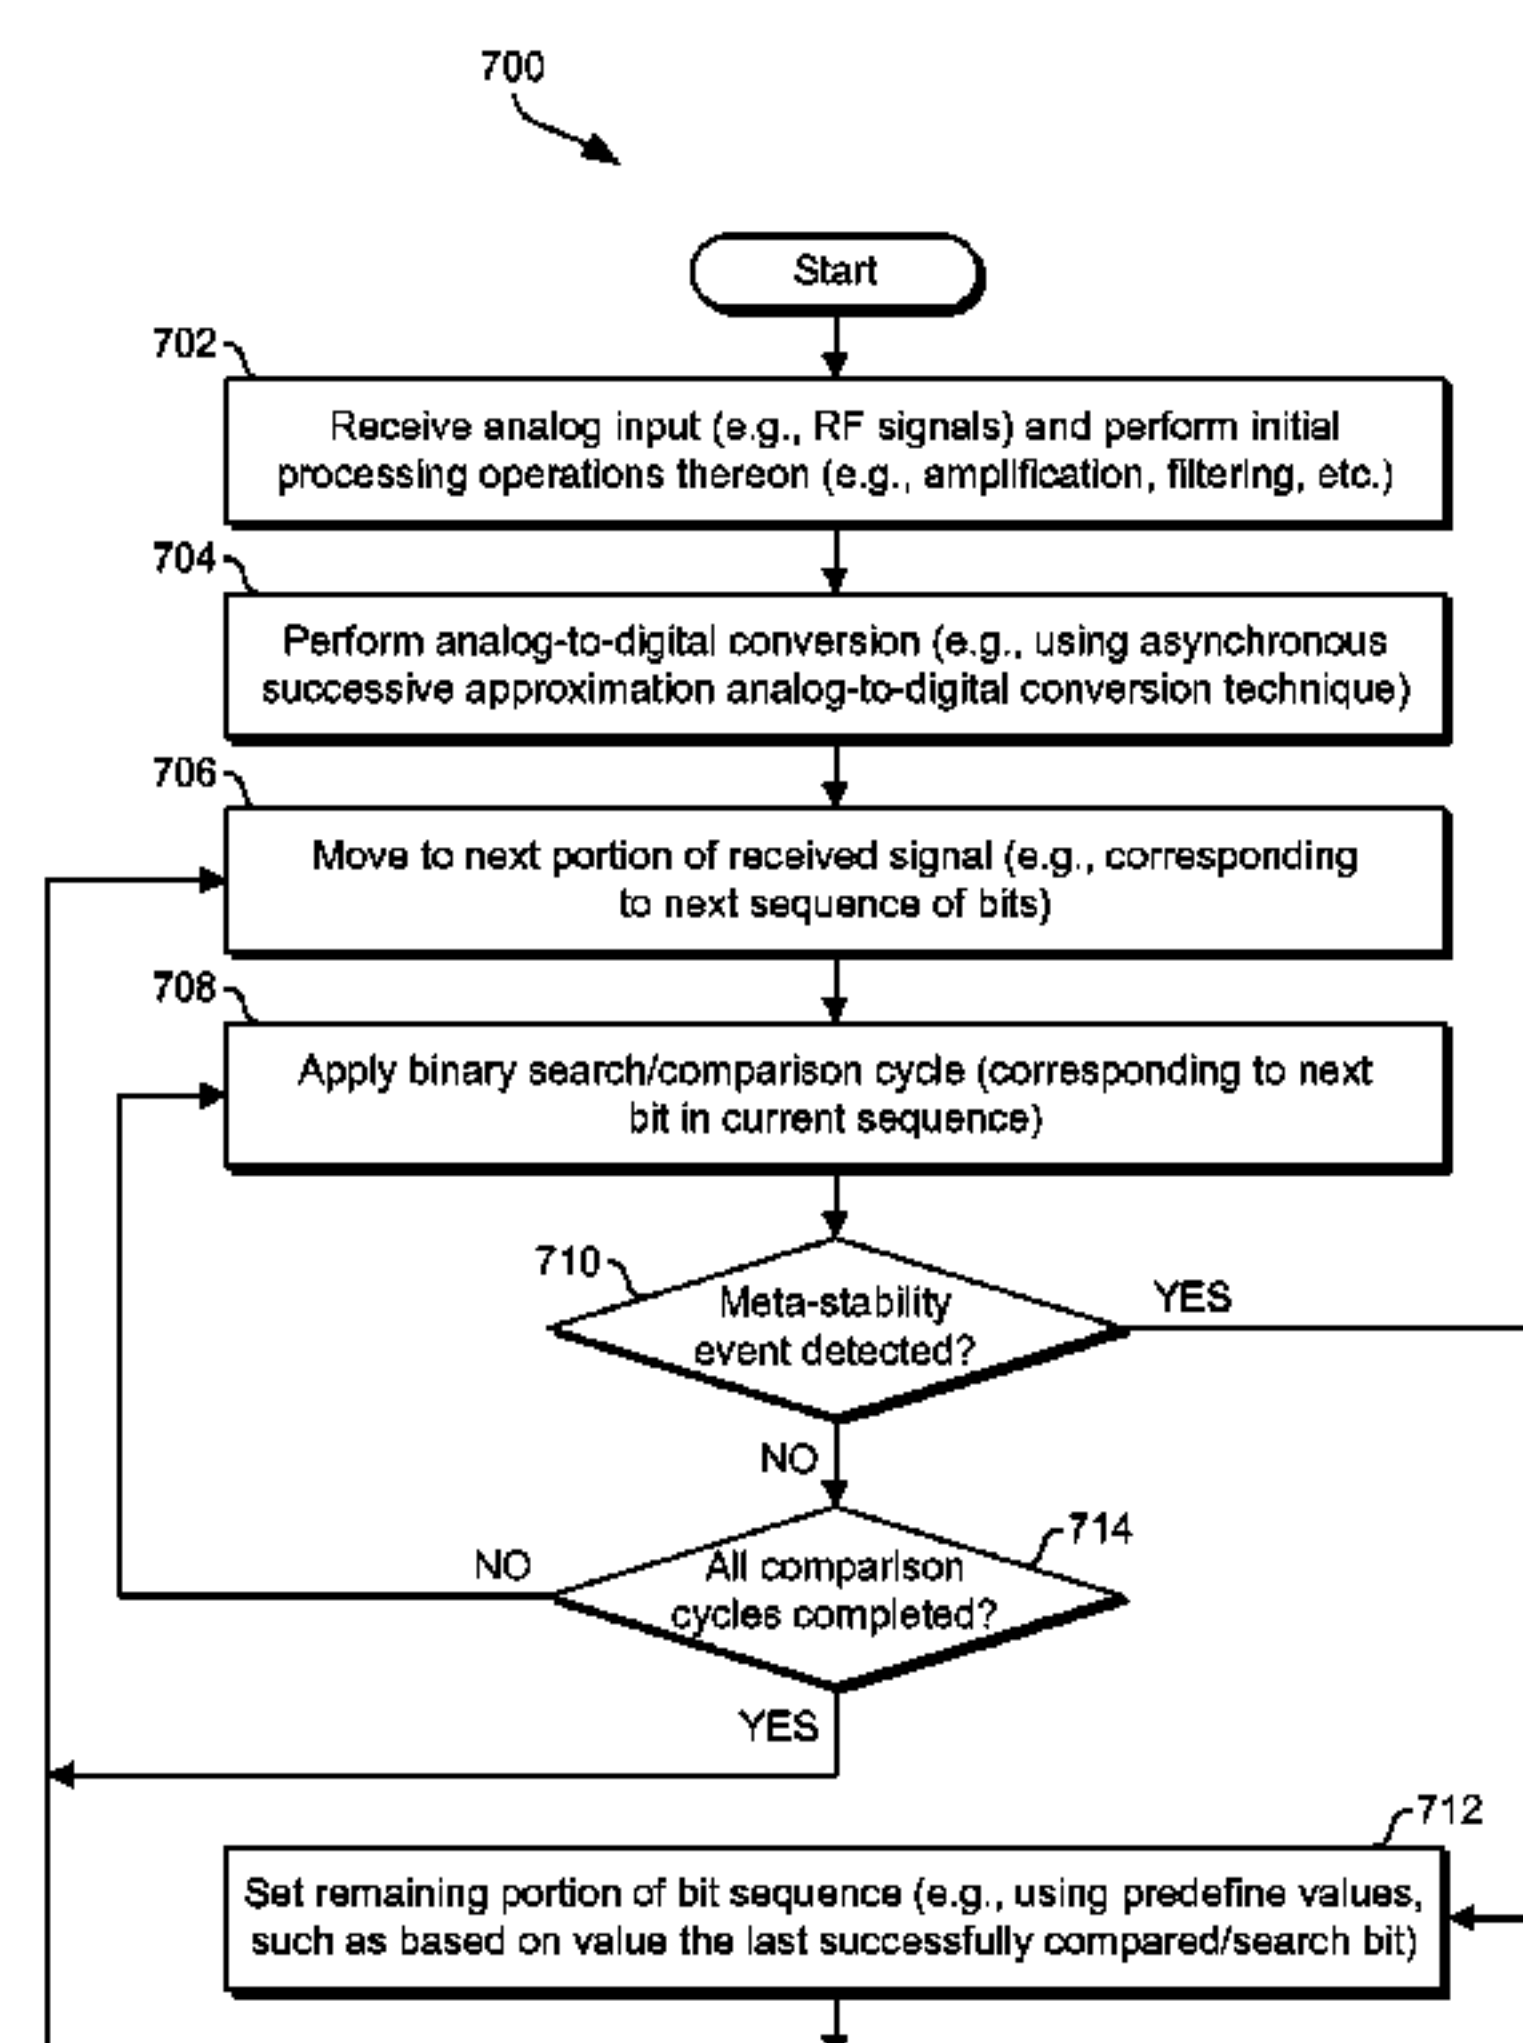 700
Start
702
Receive analog input (e.g., RF signals) and perform initial
processing operations thereon (e.g., amplification, filtering, etc.)
704
Perform analog-to-digital conversion (e.g., using asynchronous
successive approximation analog-to-digital conversion technique)
706
Move to next portion of received signal (e.g., corresponding
to next sequence of bits)
708
Apply binary search/comparison cycle (corresponding to next
bit in current sequence)
710
Meta-stability
event detected?
YES
NO
714
All comparison
cycles completed?
NO
YES
712
Set remaining portion of bit sequence (e.g., using predefine values,
such as based on value the last successfully compared/search bit)